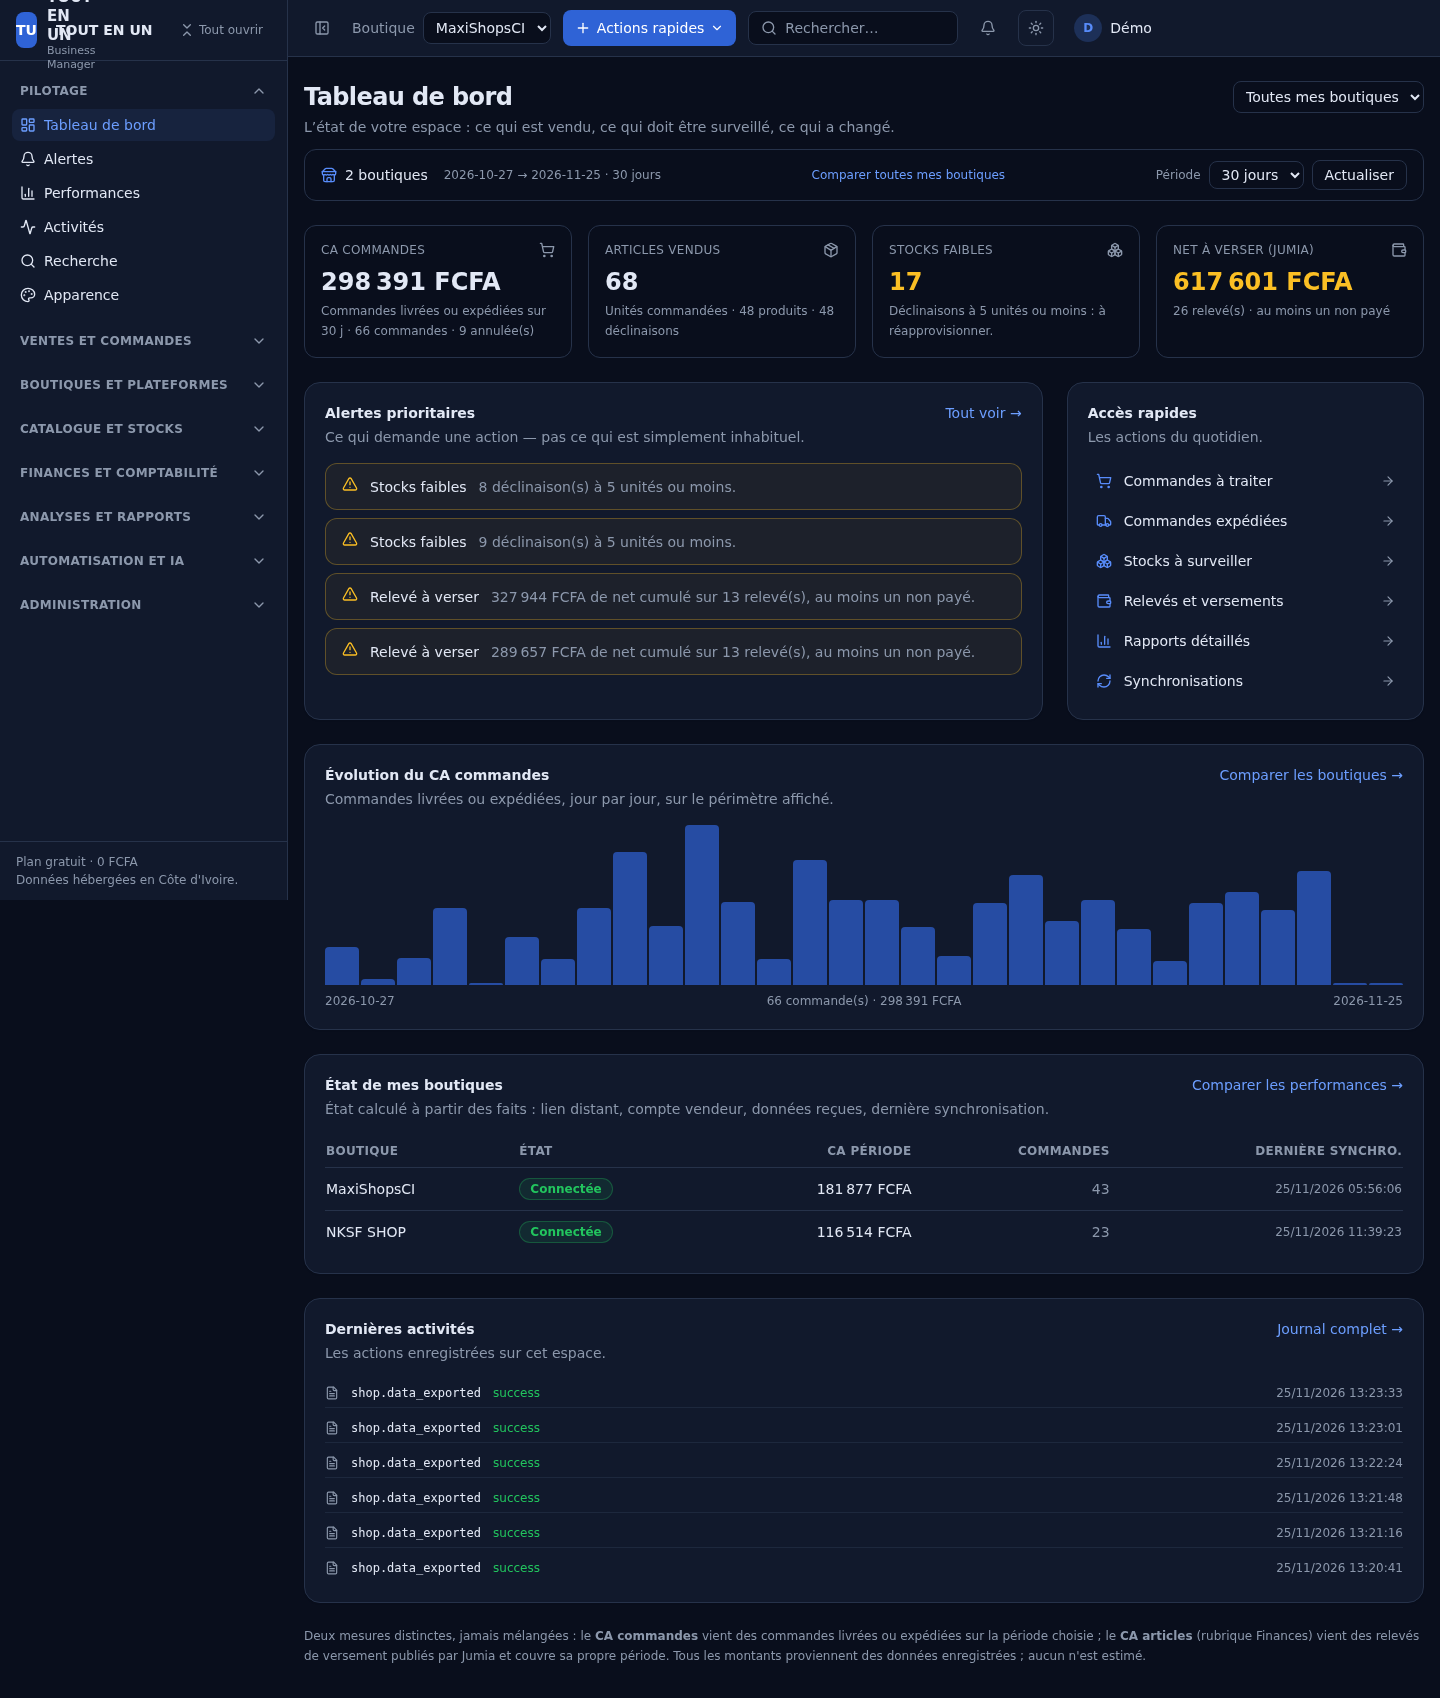 TU
TOUT
EN
UN
TOUT EN UN
Business
Manager
Tout ouvrir
Boutique
MaxiShopsCI
Actions rapides
Rechercher…
D
Démo
PILOTAGE
Tableau de bord
Alertes
Performances
Activités
Recherche
Apparence
VENTES ET COMMANDES
BOUTIQUES ET PLATEFORMES
CATALOGUE ET STOCKS
FINANCES ET COMPTABILITÉ
ANALYSES ET RAPPORTS
AUTOMATISATION ET IA
ADMINISTRATION
Plan gratuit · 0 FCFA
Données hébergées en Côte d'Ivoire.
Tableau de bord
Toutes mes boutiques
L’état de votre espace : ce qui est vendu, ce qui doit être surveillé, ce qui a changé.
2 boutiques
2026-10-27 → 2026-11-25 · 30 jours
Comparer toutes mes boutiques
Période
30 jours
Actualiser
CA COMMANDES
298 391 FCFA
Commandes livrées ou expédiées sur
30 j · 66 commandes · 9 annulée(s)
ARTICLES VENDUS
68
Unités commandées · 48 produits · 48
déclinaisons
STOCKS FAIBLES
17
Déclinaisons à 5 unités ou moins : à
réapprovisionner.
NET À VERSER (JUMIA)
617 601 FCFA
26 relevé(s) · au moins un non payé
Alertes prioritaires
Tout voir →
Ce qui demande une action — pas ce qui est simplement inhabituel.
Stocks faibles 8 déclinaison(s) à 5 unités ou moins.
Stocks faibles 9 déclinaison(s) à 5 unités ou moins.
Relevé à verser 327 944 FCFA de net cumulé sur 13 relevé(s), au moins un non payé.
Relevé à verser 289 657 FCFA de net cumulé sur 13 relevé(s), au moins un non payé.
Accès rapides
Les actions du quotidien.
Commandes à traiter
Commandes expédiées
Stocks à surveiller
Relevés et versements
Rapports détaillés
Synchronisations
Évolution du CA commandes
Comparer les boutiques →
Commandes livrées ou expédiées, jour par jour, sur le périmètre affiché.
2026-10-27
66 commande(s) · 298 391 FCFA
2026-11-25
État de mes boutiques
Comparer les performances →
État calculé à partir des faits : lien distant, compte vendeur, données reçues, dernière synchronisation.
BOUTIQUE ÉTAT CA PÉRIODE COMMANDES DERNIÈRE SYNCHRO.
MaxiShopsCI Connectée 181 877 FCFA 43 25/11/2026 05:56:06
NKSF SHOP Connectée 116 514 FCFA 23 25/11/2026 11:39:23
Dernières activités
Journal complet →
Les actions enregistrées sur cet espace.
shop.data_exported success 25/11/2026 13:23:33
shop.data_exported success 25/11/2026 13:23:01
shop.data_exported success 25/11/2026 13:22:24
shop.data_exported success 25/11/2026 13:21:48
shop.data_exported success 25/11/2026 13:21:16
shop.data_exported success 25/11/2026 13:20:41
Deux mesures distinctes, jamais mélangées : le CA commandes vient des commandes livrées ou expédiées sur la période choisie ; le CA articles (rubrique Finances) vient des relevés
de versement publiés par Jumia et couvre sa propre période. Tous les montants proviennent des données enregistrées ; aucun n'est estimé.